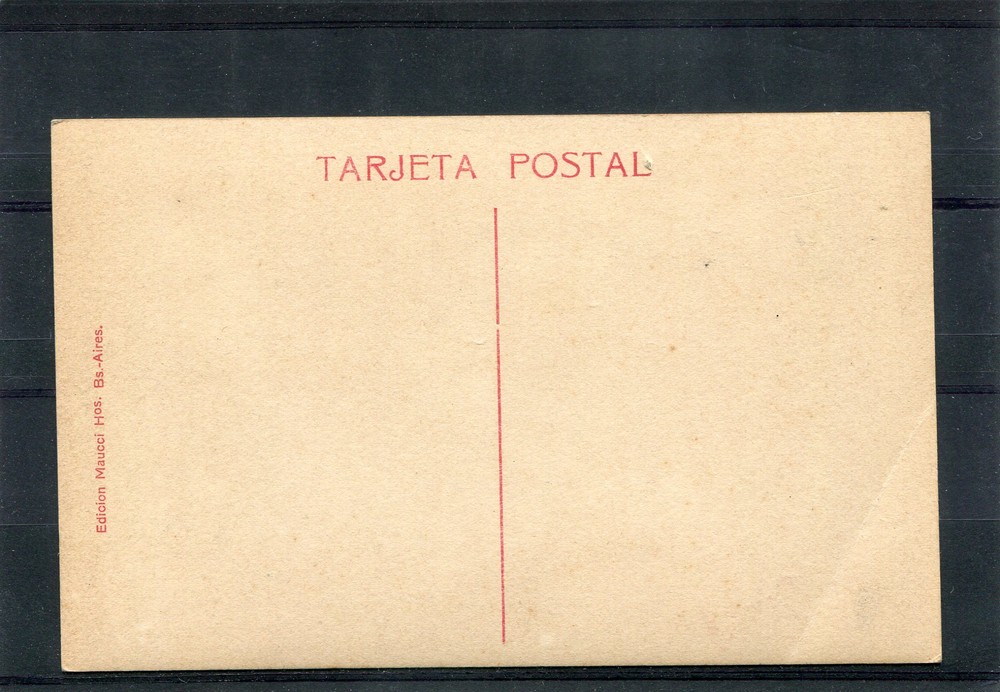 TARJETA POSTAL
Edicion Maucci Hos. Bs.-Aires.